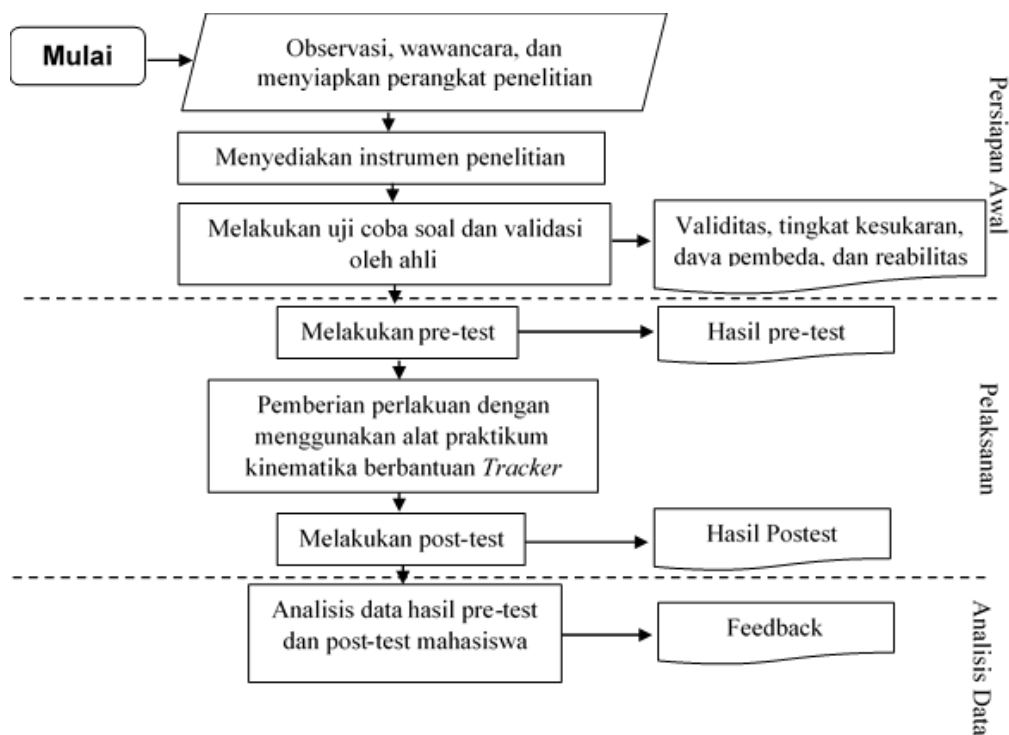 Mulai
Observasi, wawancara, dan
menyiapkan perangkat penelitian
Menyediakan instrumen penelitian
Melakukan uji coba soal dan validasi
oleh ahli
Validitas, tingkat kesukaran,
daya pembeda, dan reabilitas
Persiapan Awal
Melakukan pre-test
Hasil pre-test
Pemberian perlakuan dengan
menggunakan alat praktikum
kinematika berbantuan Tracker
Melakukan post-test
Hasil Postest
Pelaksanan
Analisis data hasil pre-test
dan post-test mahasiswa
Feedback
Analisis Data